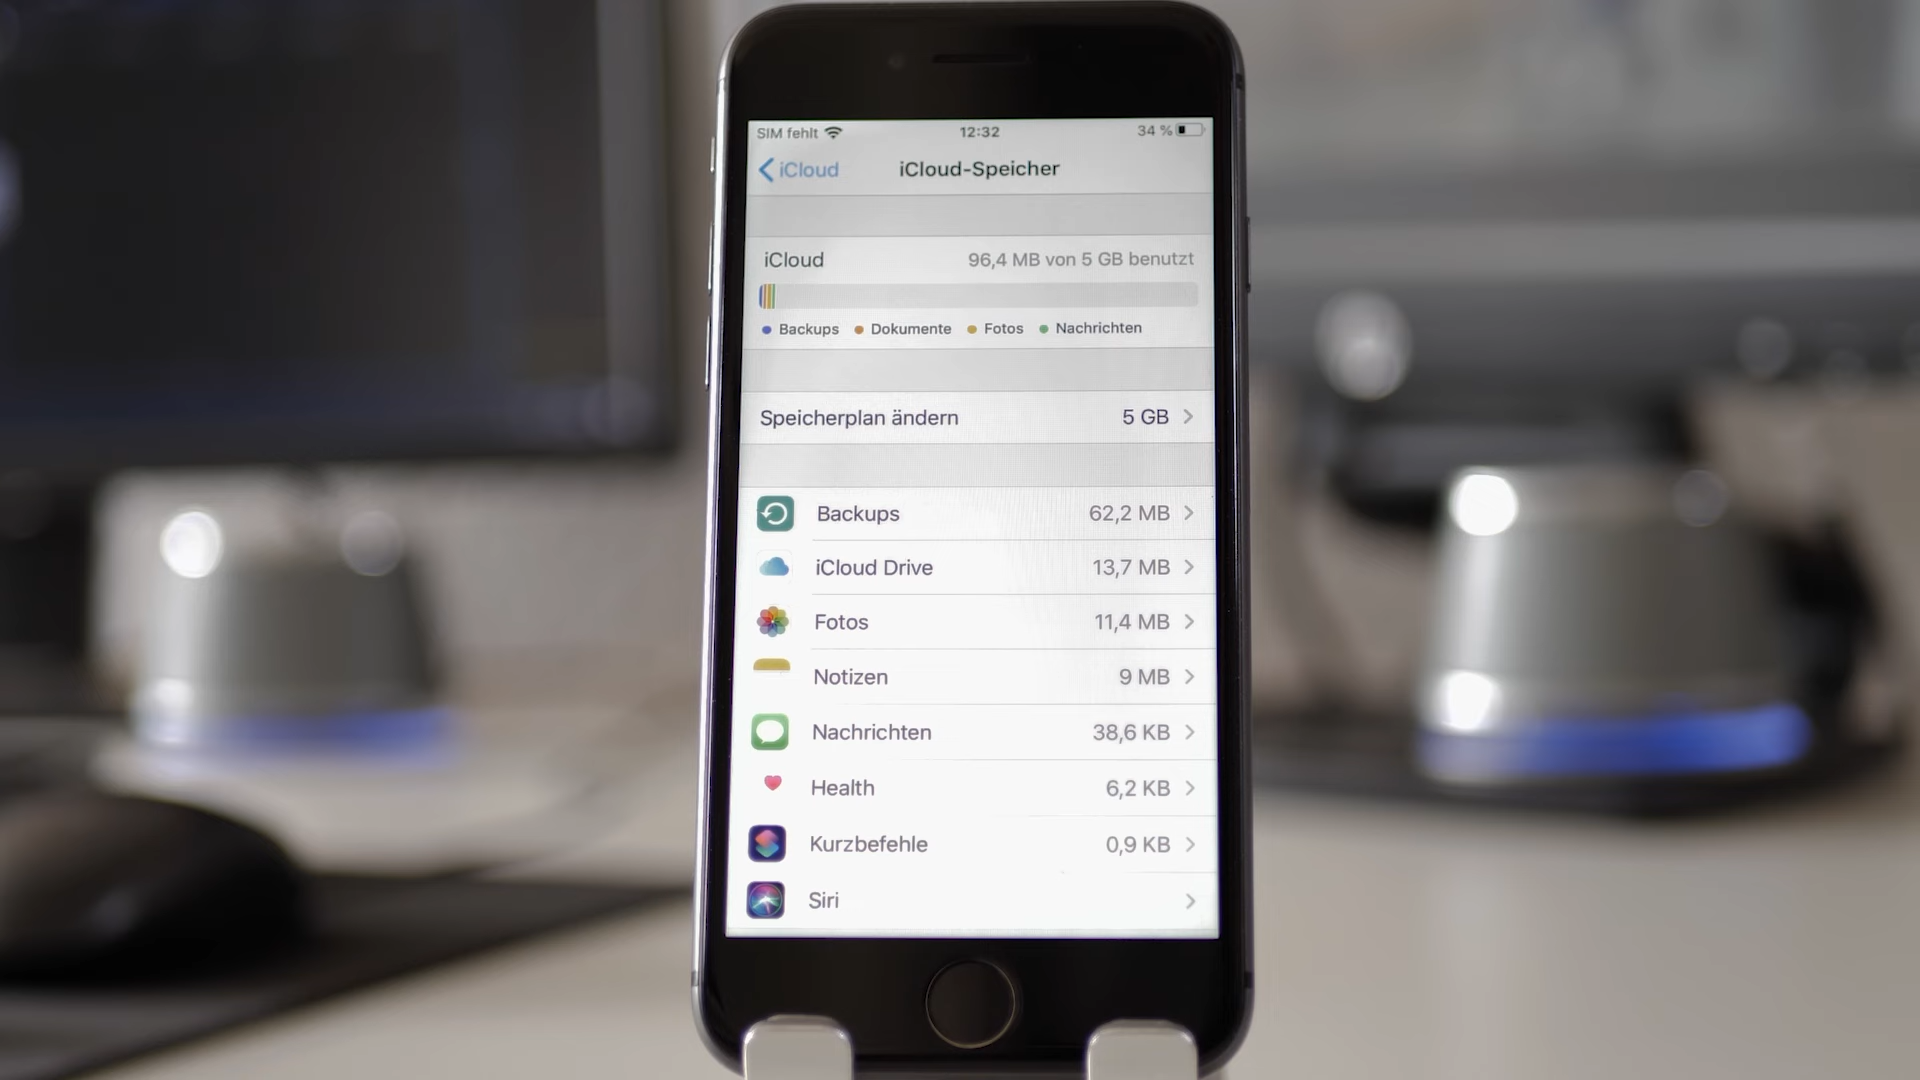 SIM fehlt 12:32 34 %
iCloud iCloud-Speicher
iCloud 96,4 MB von 5 GB benutzt
Backups Dokumente Fotos Nachrichten
Speicherplan ändern 5 GB
Backups 62,2 MB
iCloud Drive 13,7 MB
Fotos 11,4 MB
Notizen 9 MB
Nachrichten 38,6 KB
Health 6,2 KB
Kurzbefehle 0,9 KB
Siri